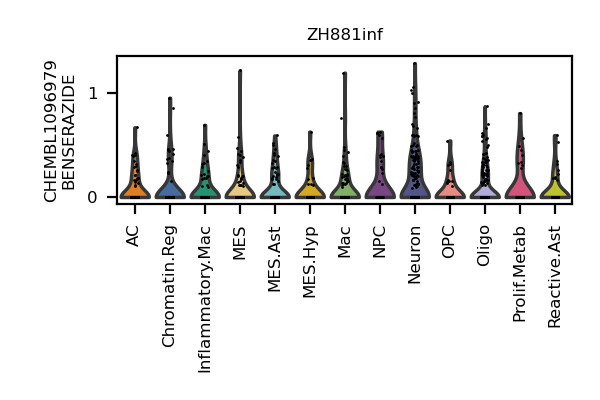 ZH881inf
CHEMBL1096979
BENSERAZIDE
1
0
AC
Chromatin.Reg
Inflammatory.Mac
MES
MES.Ast
MES.Hyp
Mac
NPC
Neuron
OPC
Oligo
Prolif.Metab
Reactive.Ast